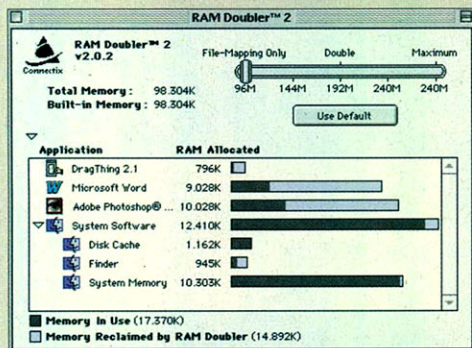 RAM Doubler™ 2
RAM Doubler™ 2
v2.0.2
Connectix
File-Mapping Only Double Maximum
96M 144M 192M 240M 240M
Total Memory : 98.304K
Built-in Memory : 98.304K
Use Default
Application RAM Allocated
DragThing 2.1 796K
Microsoft Word 9.028K
Adobe Photoshop® ... 10.028K
System Software 12.410K
Disk Cache 1.162K
Finder 945K
System Memory 10.303K
Memory In Use (17.370K)
Memory Reclaimed by RAM Doubler (14.892K)